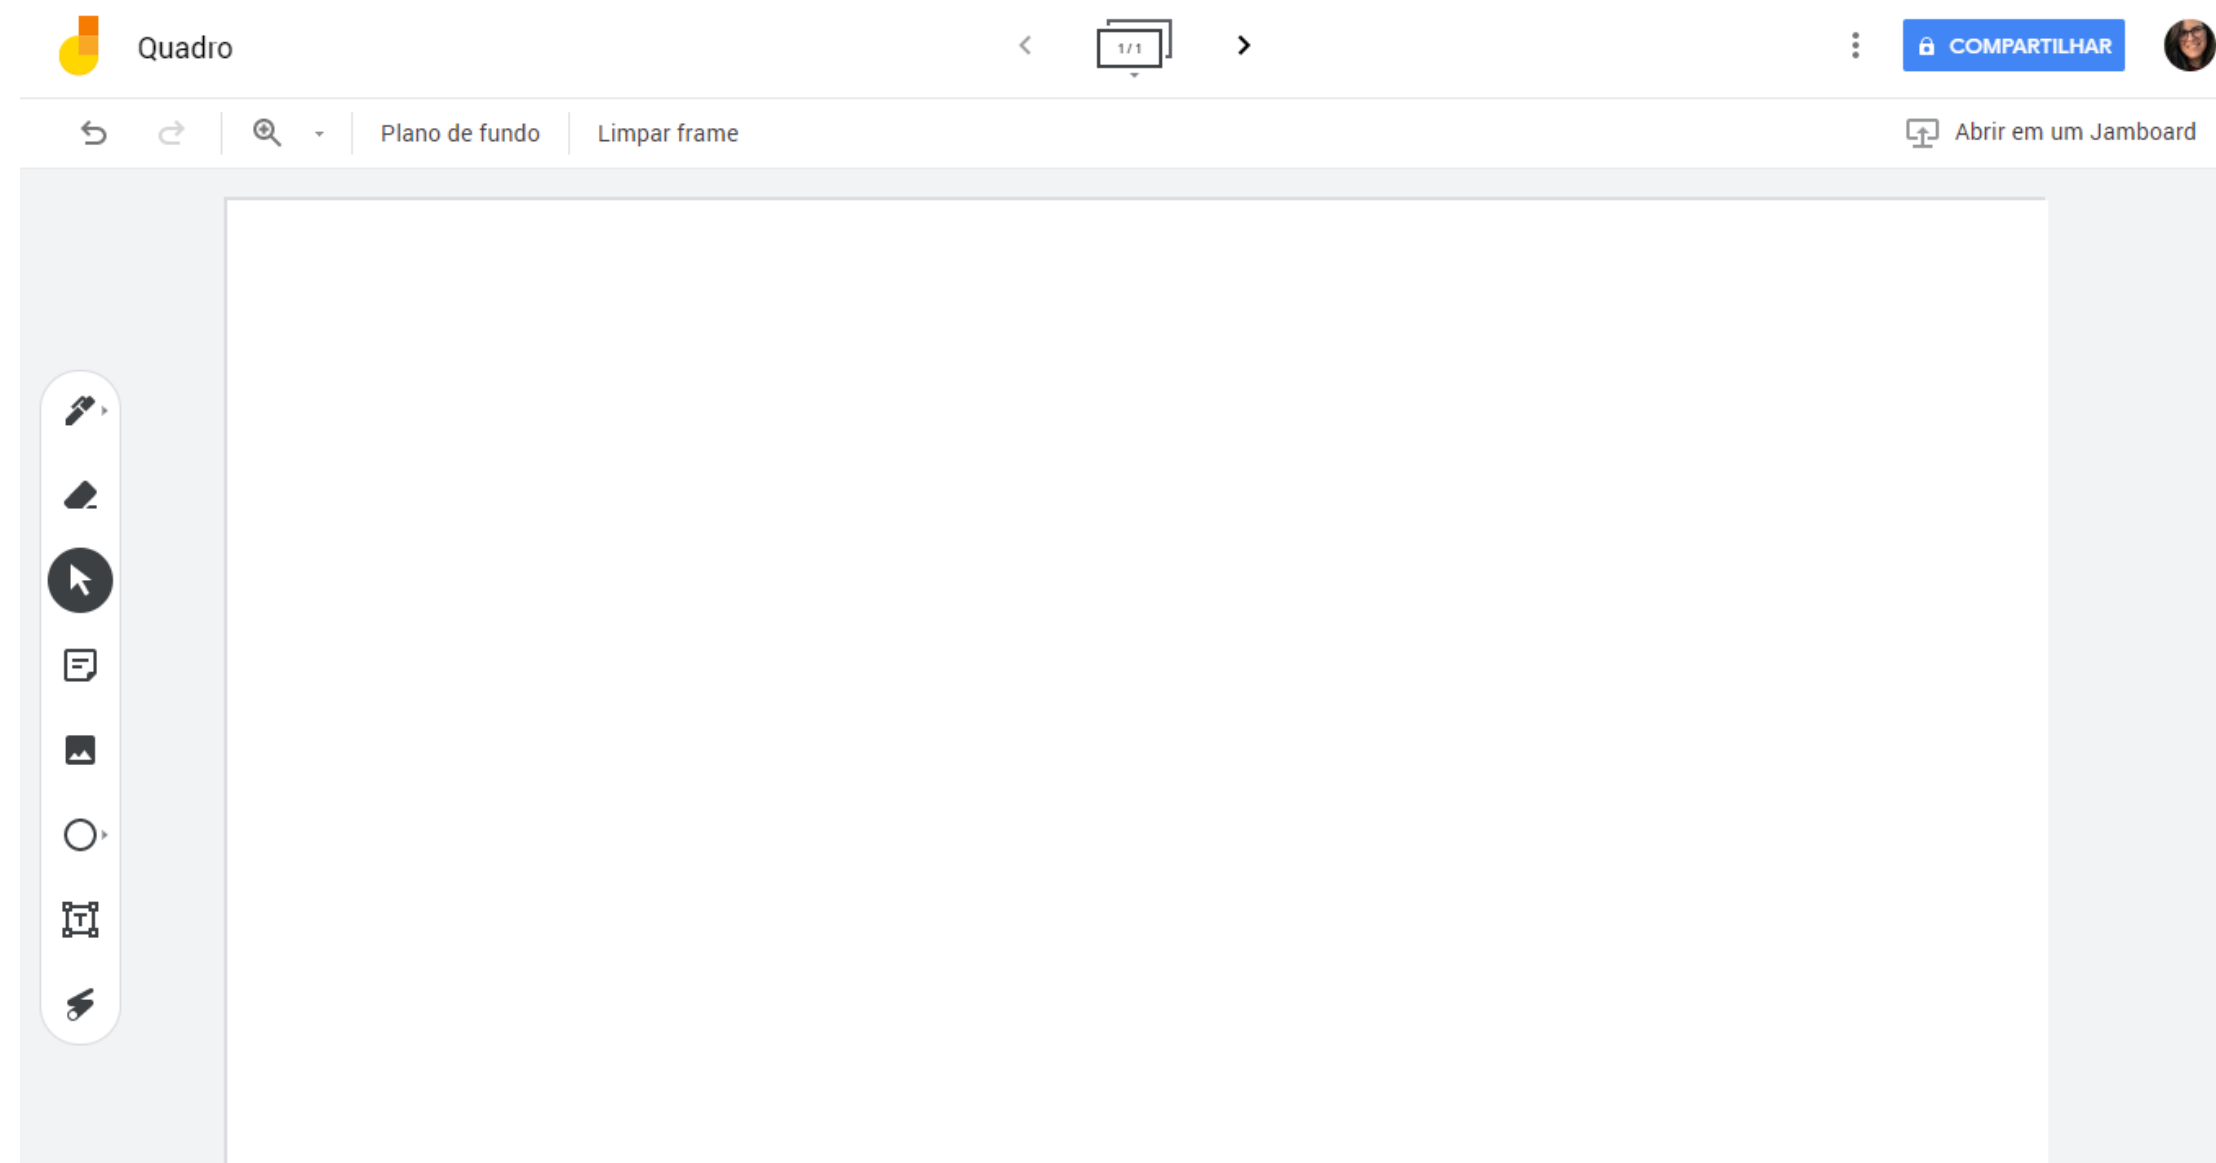 Quadro
1/1
COMPARTILHAR
Plano de fundo
Limpar frame
Abrir em um Jamboard
T